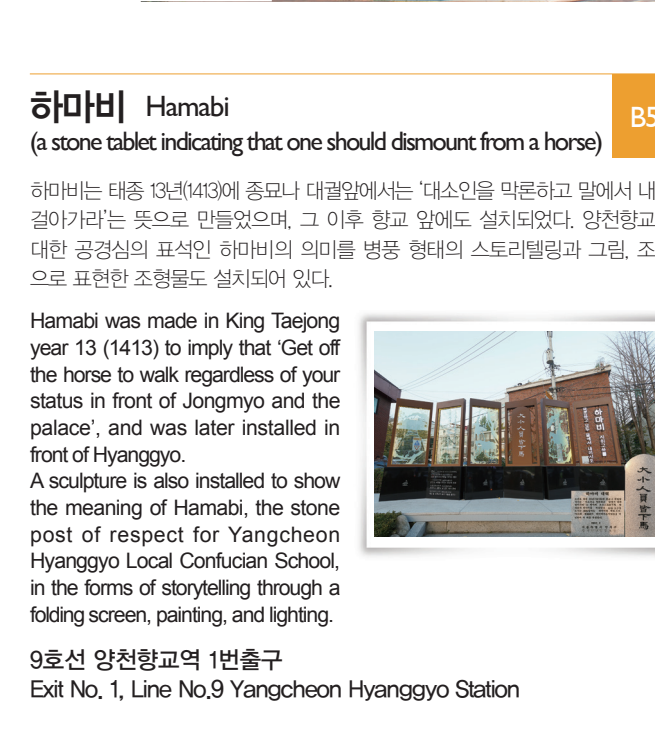 하마비 Hamabi
B5
(a stone tablet indicating that one should dismount from a horse)
하마비는 태종 13년(1413)에 종묘나 대궐앞에서는 ‘대소인을 막론하고 말에서 내
걸어가라’는 뜻으로 만들었으며, 그 이후 향교 앞에도 설치되었다. 양천향교
대한 공경심의 표석인 하마비의 의미를 병풍 형태의 스토리텔링과 그림, 조
으로 표현한 조형물도 설치되어 있다.
Hamabi was made in King Taejong
year 13 (1413) to imply that ‘Get off
the horse to walk regardless of your
status in front of Jongmyo and the
palace’, and was later installed in
front of Hyanggyo.
A sculpture is also installed to show
the meaning of Hamabi, the stone
post of respect for Yangcheon
Hyanggyo Local Confucian School,
in the forms of storytelling through a
folding screen, painting, and lighting.
하마비
大小人員皆下馬
9호선 양천향교역 1번출구
Exit No. 1, Line No.9 Yangcheon Hyanggyo Station